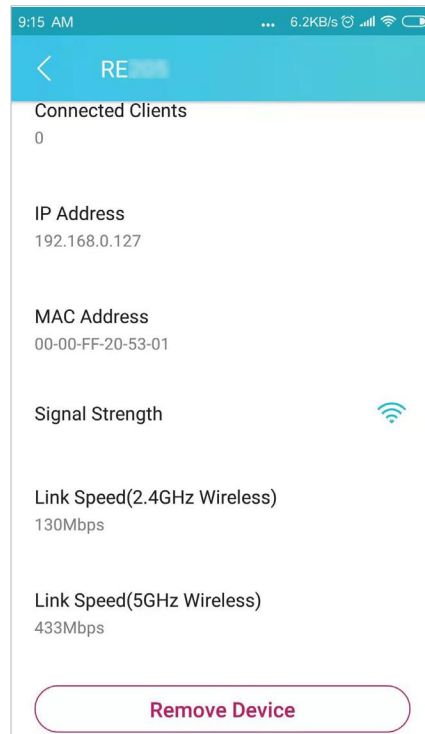 9:15 AM ... 6.2KB/s
RE
Connected Clients
0
IP Address
192.168.0.127
MAC Address
00-00-FF-20-53-01
Signal Strength
Link Speed(2.4GHz Wireless)
130Mbps
Link Speed(5GHz Wireless)
433Mbps
Remove Device